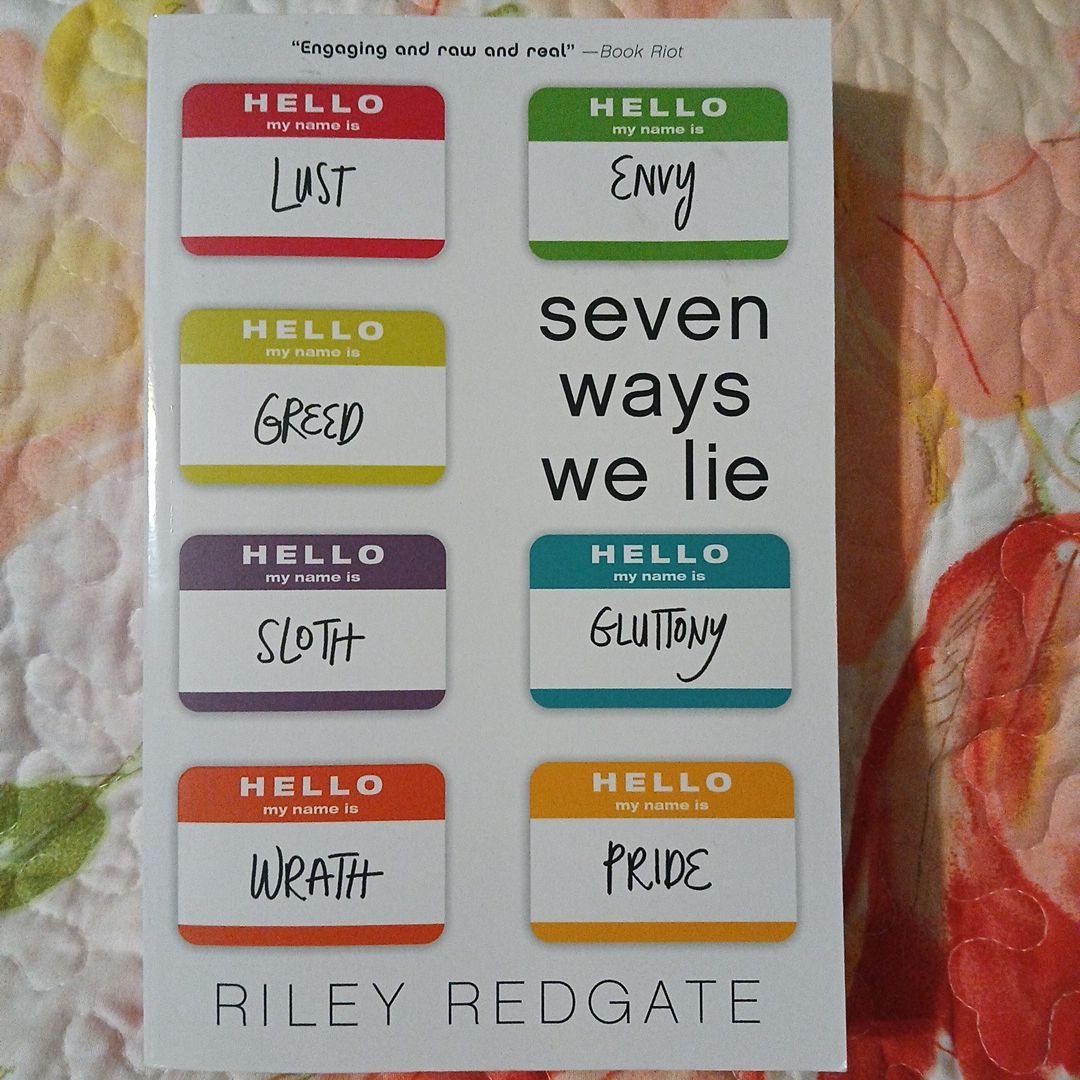 “Engaging and raw and real” —Book Riot
HELLO
my name is
LUST
HELLO
my name is
ENVY
HELLO
my name is
GREED
seven
ways
we lie
HELLO
my name is
SLOTH
HELLO
my name is
GLUTTONY
HELLO
my name is
WRATH
HELLO
my name is
PRIDE
RILEY REDGATE